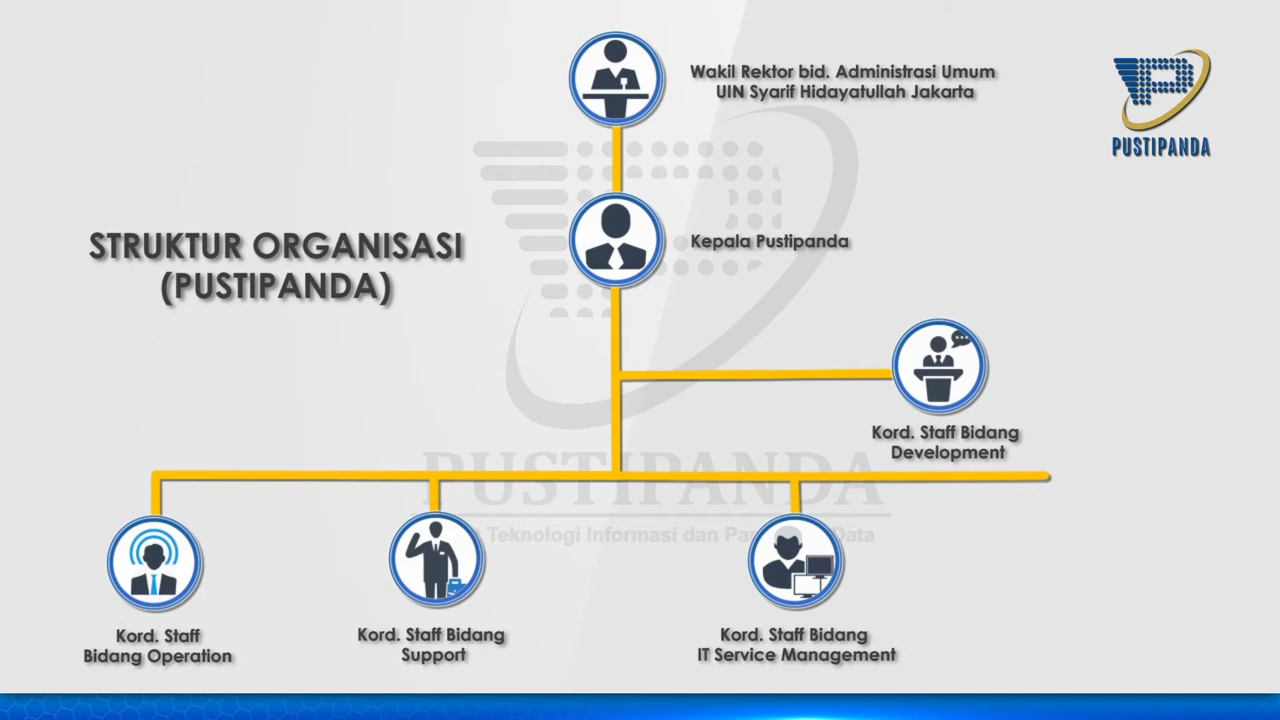 Wakil Rektor bid. Administrasi Umum
UIN Syarif Hidayatullah Jakarta
PUSTIPANDA
STRUKTUR ORGANISASI
(PUSTIPANDA)
Kepala Pustipanda
Kord. Staff Bidang
Development
PUSTIPANDA
Teknologi Informasi dan Data
Kord. Staff
Bidang Operation
Kord. Staff Bidang
Support
Kord. Staff Bidang
IT Service Management